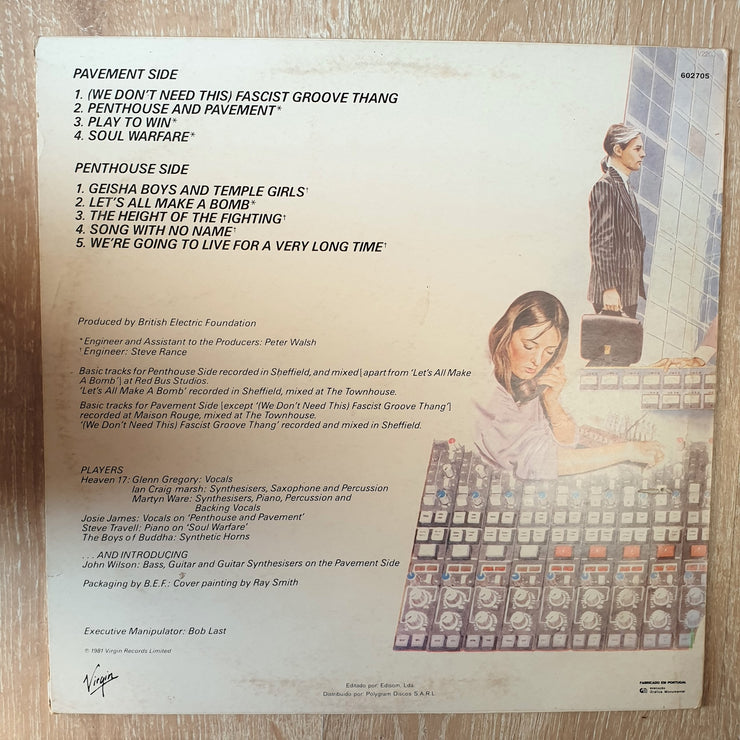 PAVEMENT SIDE
1. (WE DON'T NEED THIS) FASCIST GROOVE THANG
2. PENTHOUSE AND PAVEMENT*
3. PLAY TO WIN*
4. SOUL WARFARE*
PENTHOUSE SIDE
1. GEISHA BOYS AND TEMPLE GIRLS†
2. LET'S ALL MAKE A BOMB*
3. THE HEIGHT OF THE FIGHTING†
4. SONG WITH NO NAME†
5. WE'RE GOING TO LIVE FOR A VERY LONG TIME†
602705
Produced by British Electric Foundation
*Engineer and Assistant to the Producers: Peter Walsh
†Engineer: Steve Rance
Basic tracks for Penthouse Side recorded in Sheffield, and mixed [apart from 'Let's All Make
A Bomb'] at Red Bus Studios.
'Let's All Make A Bomb' recorded in Sheffield, mixed at The Townhouse.
Basic tracks for Pavement Side [except '(We Don't Need This) Fascist Groove Thang']
recorded at Maison Rouge, mixed at The Townhouse.
'(We Don't Need This) Fascist Groove Thang' recorded and mixed in Sheffield.
PLAYERS
Heaven 17: Glenn Gregory: Vocals
Ian Craig marsh: Synthesisers, Saxophone and Percussion
Martyn Ware: Synthesisers, Piano, Percussion and
Backing Vocals
Josie James: Vocals on 'Penthouse and Pavement'
Steve Travell: Piano on 'Soul Warfare'
The Boys of Buddha: Synthetic Horns
. . . AND INTRODUCING
John Wilson: Bass, Guitar and Guitar Synthesisers on the Pavement Side
Packaging by B.E.F.: Cover painting by Ray Smith
Executive Manipulator: Bob Last
℗ 1981 Virgin Records Limited
Virgin
Editado por: Edisom, Lda.
Distribuido por: Polygram Discos S.A.R.L.
FABRICADO EM PORTUGAL
execução
Gráfica Monumental